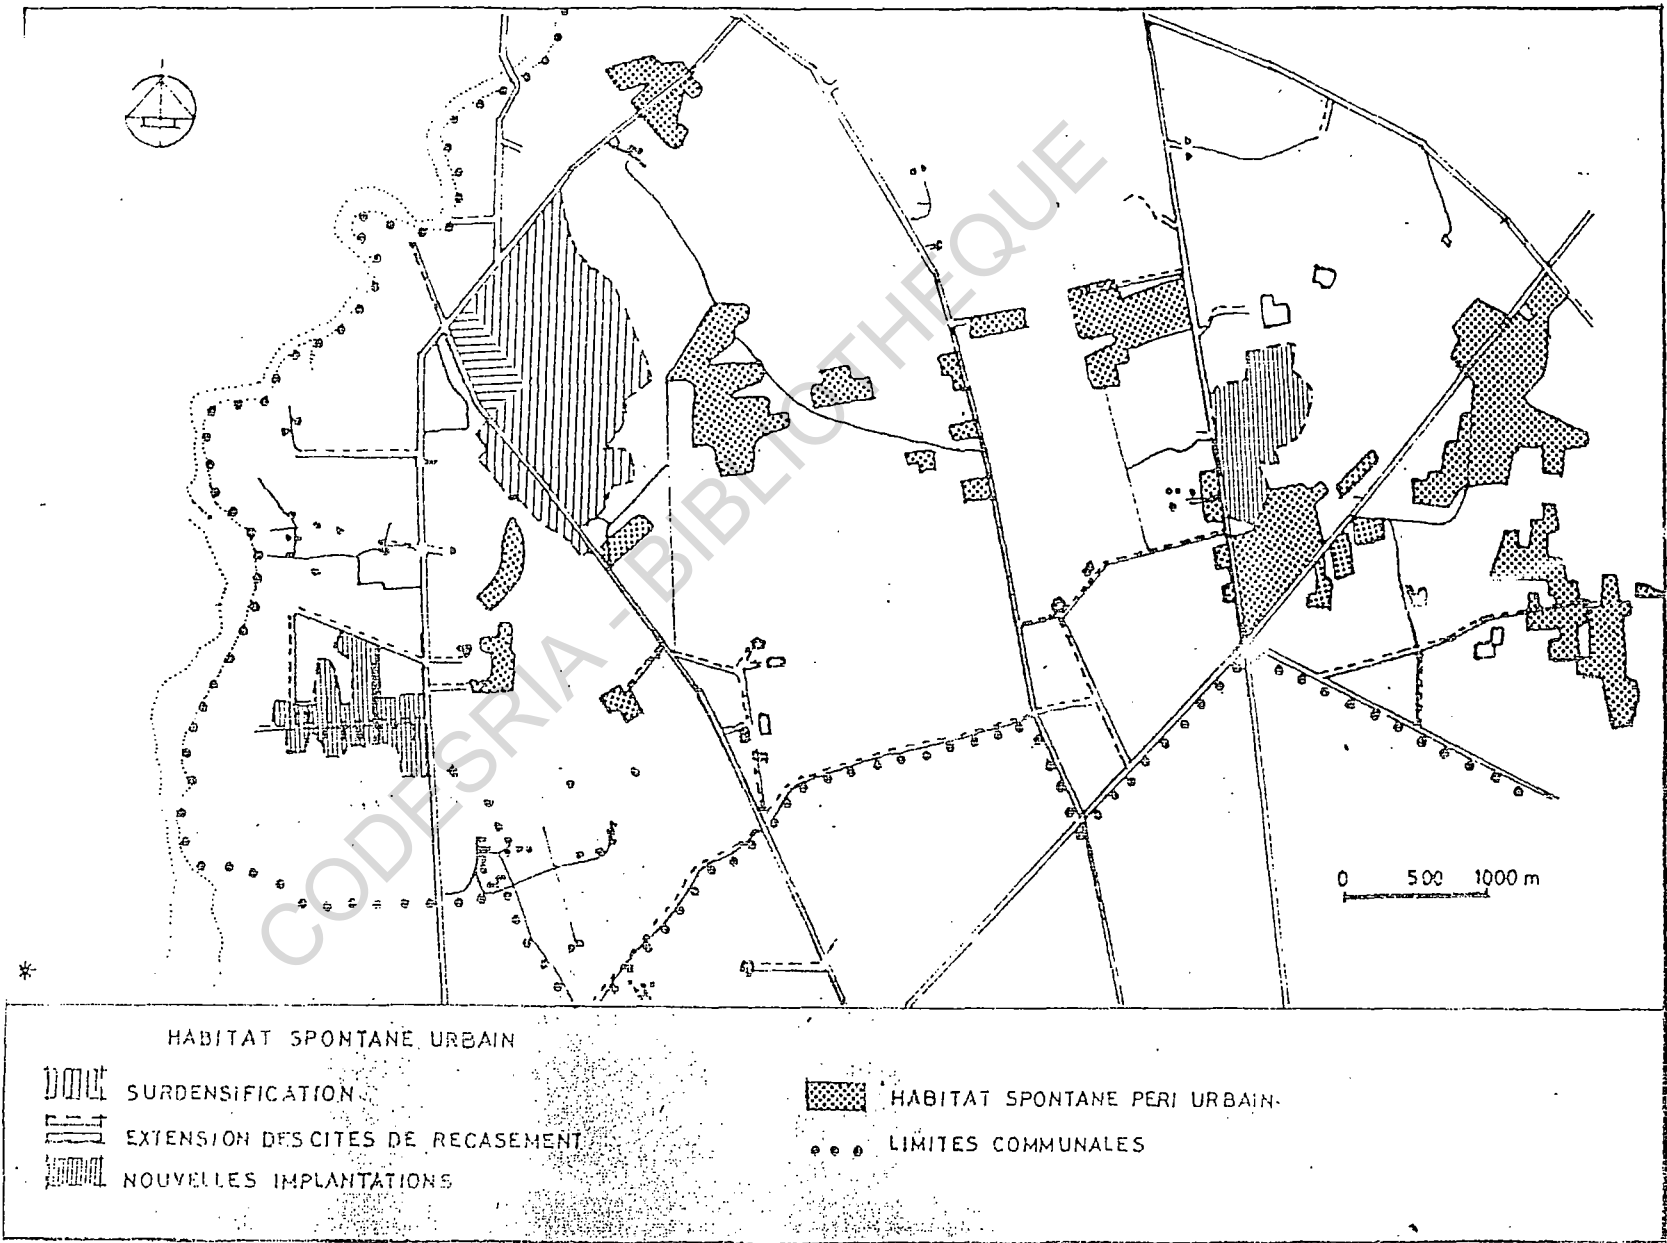 CODESRIA - BIBLIOTHEQUE
0 500 1000 m
HABITAT SPONTANE URBAIN
SURDENSIFICATION
EXTENSION DES CITES DE RECASEMENT
NOUVELLES IMPLANTATIONS
HABITAT SPONTANE PERI URBAIN
LIMITES COMMUNALES